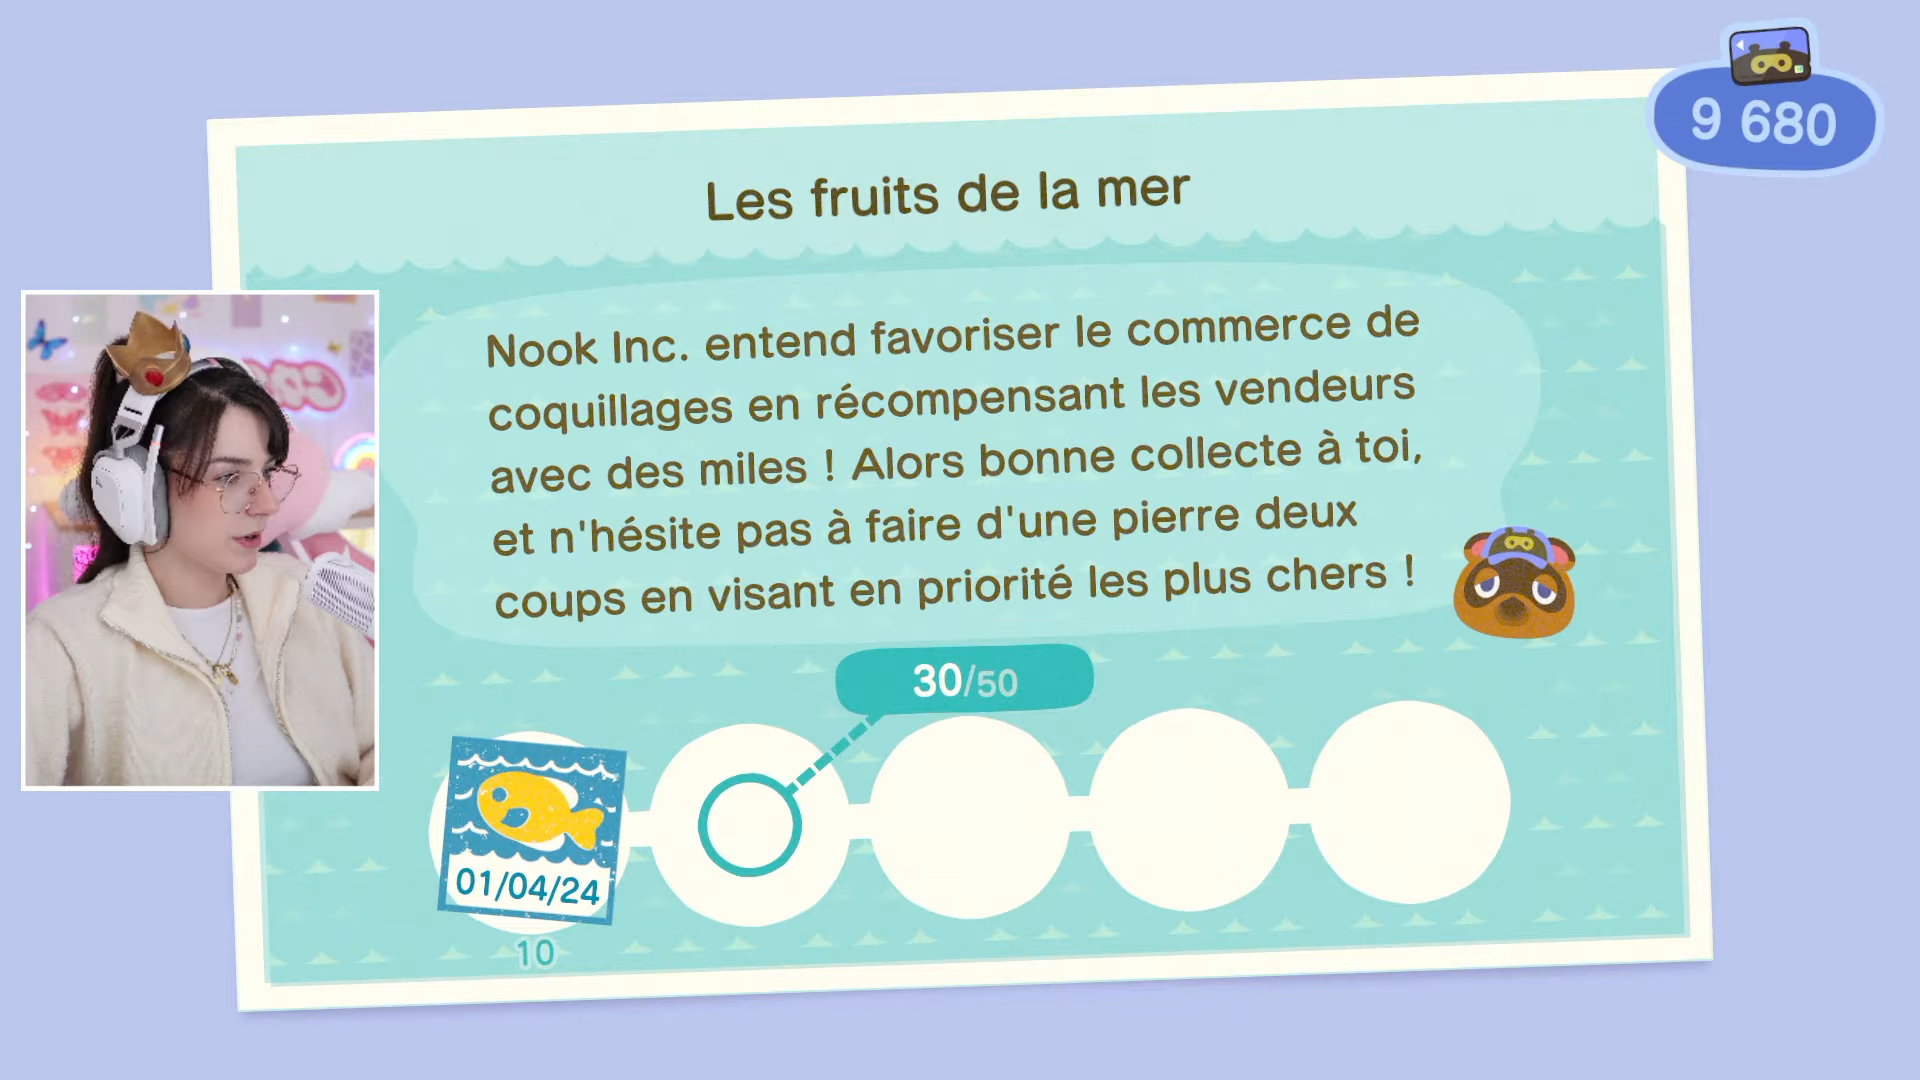 9 680
Les fruits de la mer
Nook Inc. entend favoriser le commerce de
coquillages en récompensant les vendeurs
avec des miles ! Alors bonne collecte à toi,
et n'hésite pas à faire d'une pierre deux
coups en visant en priorité les plus chers !
30/50
01/04/24
10